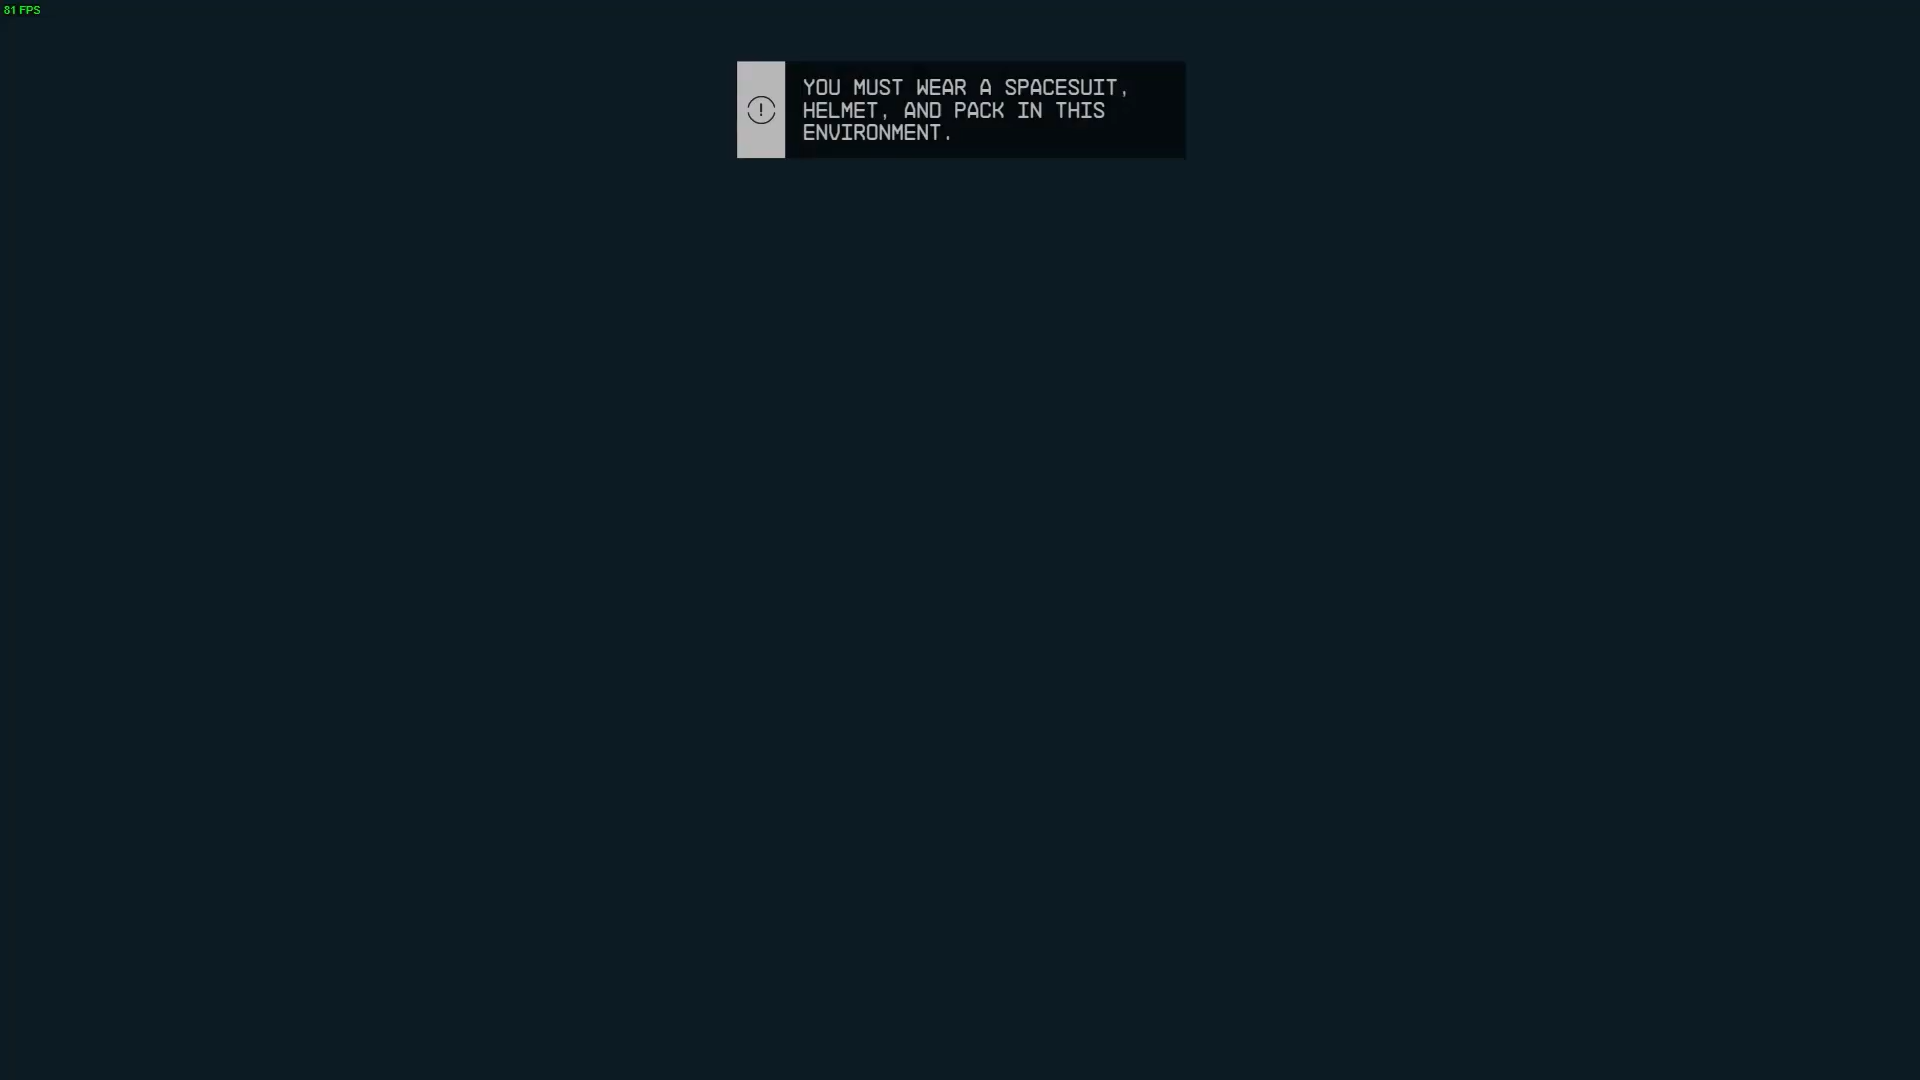 81 FPS
YOU MUST WEAR A SPACESUIT,
HELMET, AND PACK IN THIS
ENVIRONMENT.